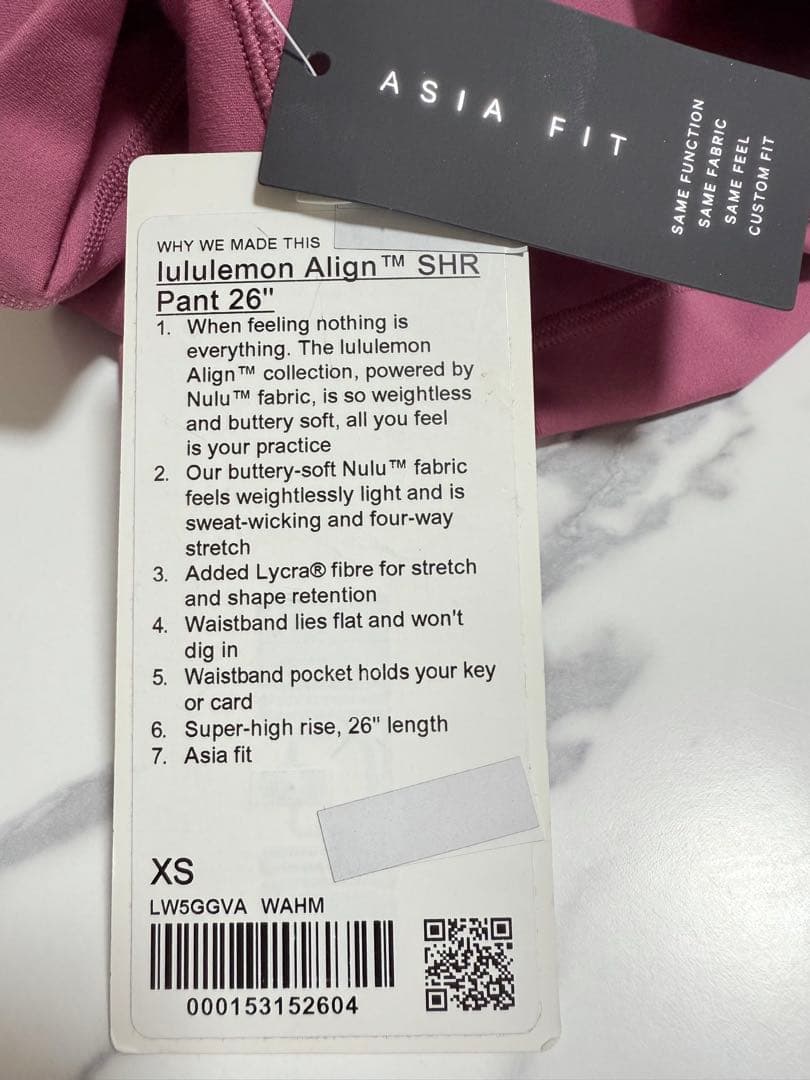 ASIA FIT
SAME FUNCTION
SAME FABRIC
SAME FEEL
CUSTOM FIT
WHY WE MADE THIS
lululemon Align™ SHR
Pant 26"
1. When feeling nothing is
everything. The lululemon
Align™ collection, powered by
Nulu™ fabric, is so weightless
and buttery soft, all you feel
is your practice
2. Our buttery-soft Nulu™ fabric
feels weightlessly light and is
sweat-wicking and four-way
stretch
3. Added Lycra® fibre for stretch
and shape retention
4. Waistband lies flat and won't
dig in
5. Waistband pocket holds your key
or card
6. Super-high rise, 26" length
7. Asia fit
XS
LW5GGVA WAHM
000153152604